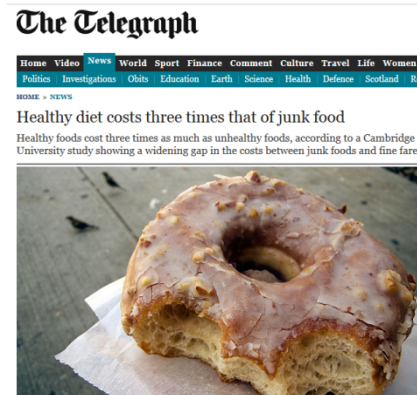 The Telegraph
Home Video News World Sport Finance Comment Culture Travel Life Women
Politics Investigations Obits Education Earth Science Health Defence Scotland R
HOME » NEWS
Healthy diet costs three times that of junk food
Healthy foods cost three times as much as unhealthy foods, according to a Cambridge
University study showing a widening gap in the costs between junk foods and fine fare